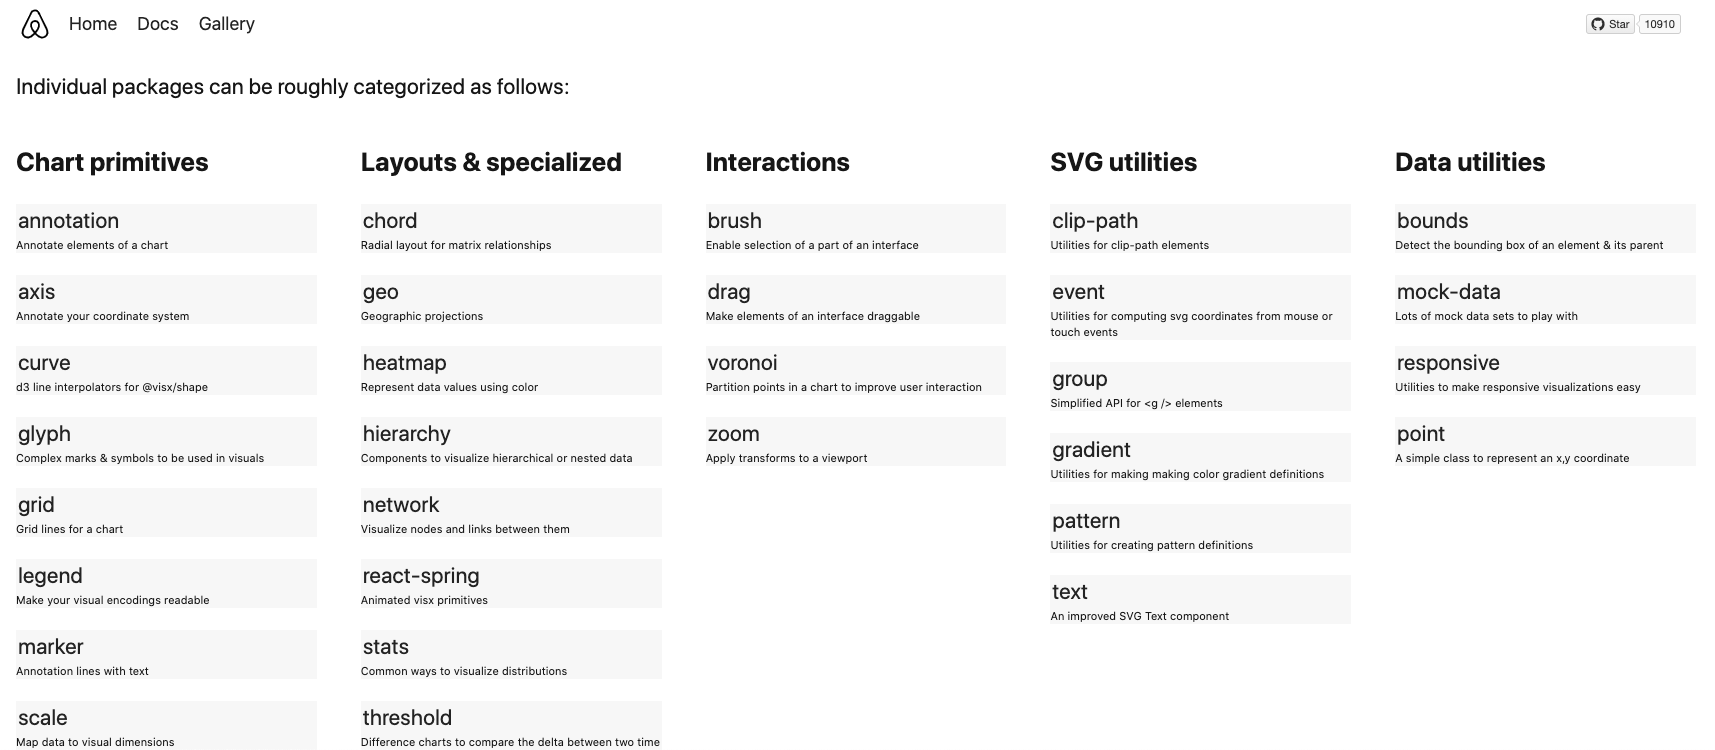 Home Docs Gallery
Star 10910
Individual packages can be roughly categorized as follows:
Chart primitives
annotation
Annotate elements of a chart
axis
Annotate your coordinate system
curve
d3 line interpolators for @visx/shape
glyph
Complex marks & symbols to be used in visuals
grid
Grid lines for a chart
legend
Make your visual encodings readable
marker
Annotation lines with text
scale
Map data to visual dimensions
Layouts & specialized
chord
Radial layout for matrix relationships
geo
Geographic projections
heatmap
Represent data values using color
hierarchy
Components to visualize hierarchical or nested data
network
Visualize nodes and links between them
react-spring
Animated visx primitives
stats
Common ways to visualize distributions
threshold
Difference charts to compare the delta between two time
Interactions
brush
Enable selection of a part of an interface
drag
Make elements of an interface draggable
voronoi
Partition points in a chart to improve user interaction
zoom
Apply transforms to a viewport
SVG utilities
clip-path
Utilities for clip-path elements
event
Utilities for computing svg coordinates from mouse or
touch events
group
Simplified API for <g /> elements
gradient
Utilities for making making color gradient definitions
pattern
Utilities for creating pattern definitions
text
An improved SVG Text component
Data utilities
bounds
Detect the bounding box of an element & its parent
mock-data
Lots of mock data sets to play with
responsive
Utilities to make responsive visualizations easy
point
A simple class to represent an x,y coordinate